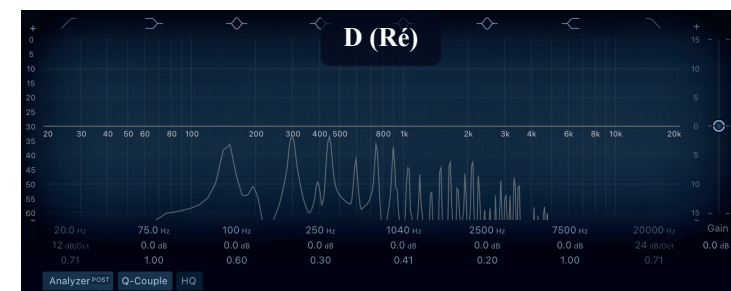 D (Ré)
+ +
0 15
5
10 10
15
20 5
25
30 0 0
20 30 40 50 60 80 100 200 300 400 500 800 1k 2k 3k 4k 6k 8k 10k 20k
35
40 5
45
50 10
55
60 15 15
20.0 Hz 75.0 Hz 100 Hz 250 Hz 1040 Hz 2500 Hz 7500 Hz 20000 Hz Gain
12 dB/Oct 0.0 dB 0.0 dB 0.0 dB 0.0 dB 0.0 dB 0.0 dB 24 dB/Oct 0.0 dB
0.71 1.00 0.60 0.30 0.41 0.20 1.00 0.71
Analyzer POST Q-Couple HQ